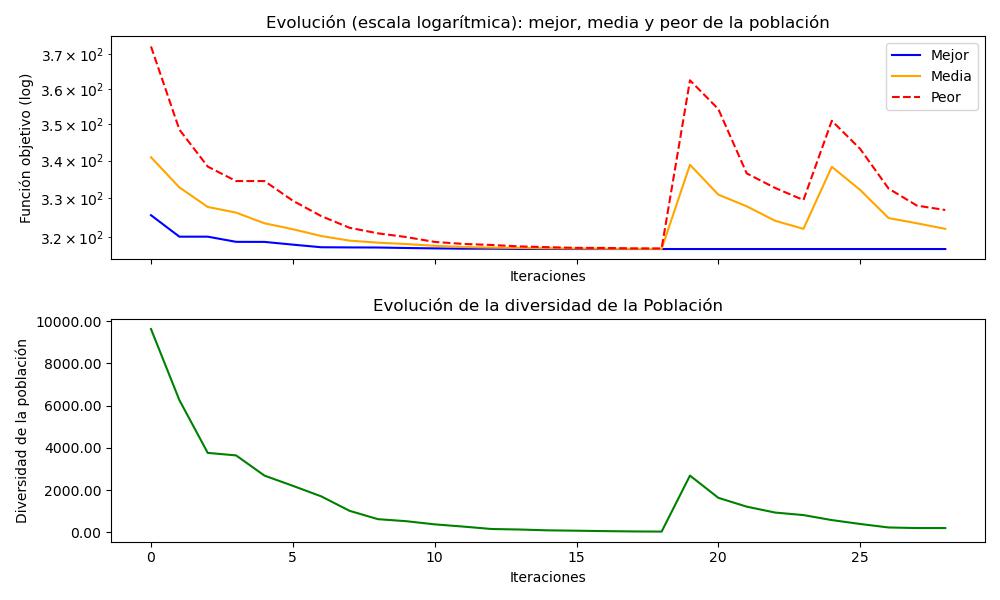 Evolución (escala logarítmica): mejor, media y peor de la población
Función objetivo (log)
3.7 × 10²
3.6 × 10²
3.5 × 10²
3.4 × 10²
3.3 × 10²
3.2 × 10²
Mejor
Media
Peor
Iteraciones
Evolución de la diversidad de la Población
Diversidad de la población
10000.00
8000.00
6000.00
4000.00
2000.00
0.00
0 5 10 15 20 25
Iteraciones